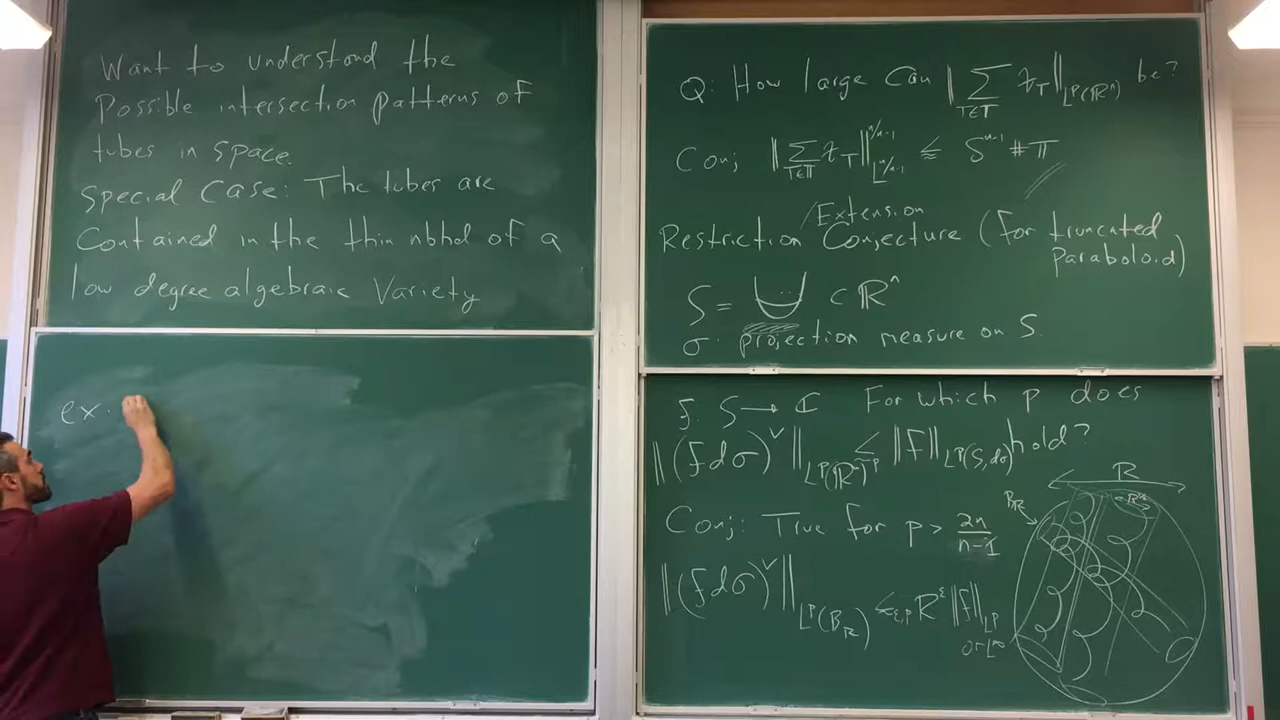 Want to understand the
Possible intersection patterns of
tubes in space.
Special Case: The tubes are
Contained in the thin nbhd of a
low degree algebraic Variety
ex.
Q: How large Can ‖∑_{T∈𝕋} χ_T‖_{L^p(ℝ^n)} be?
Conj ‖∑_{T∈𝕋} χ_T‖_{L^{n/n-1}}^{n/n-1} ⪅ δ^{n-1} #𝕋
/Extension
Restriction Conjecture (for truncated
paraboloid)
S = ⊂ ℝ^n
σ. projection measure on S.
f. S → ℂ For which p does
‖(fdσ)^∨‖_{L^p(ℝ^n)} ≲_p ‖f‖_{L^p(S,dσ)} hold?
Conj: True for p > 2n/(n-1)
‖(fdσ)^∨‖_{L^p(B_R)} ≲_{ε,p} R^ε ‖f‖_{L^p}
or L^∞
R
B_R
R^{1/2}